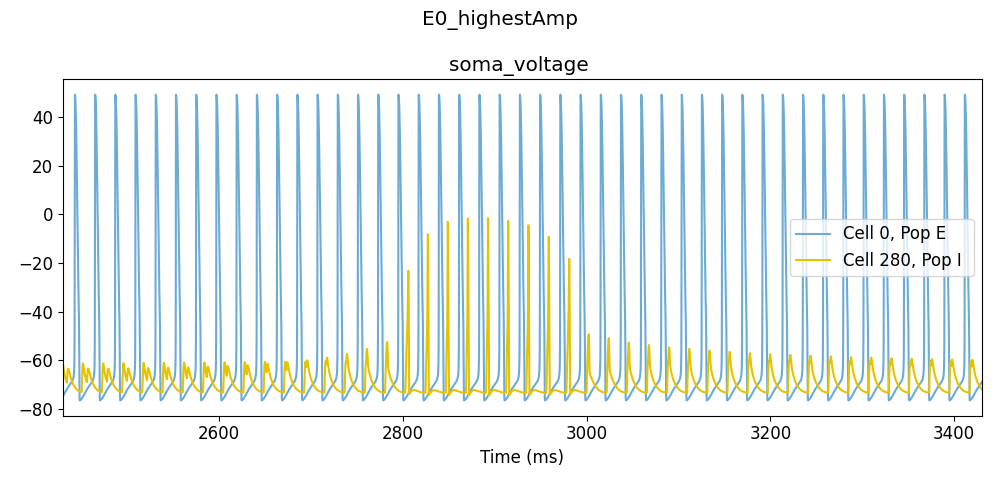 E0_highestAmp
soma_voltage
40
20
0
−20
−40
−60
−80
Cell 0, Pop E
Cell 280, Pop I
2600 2800 3000 3200 3400
Time (ms)